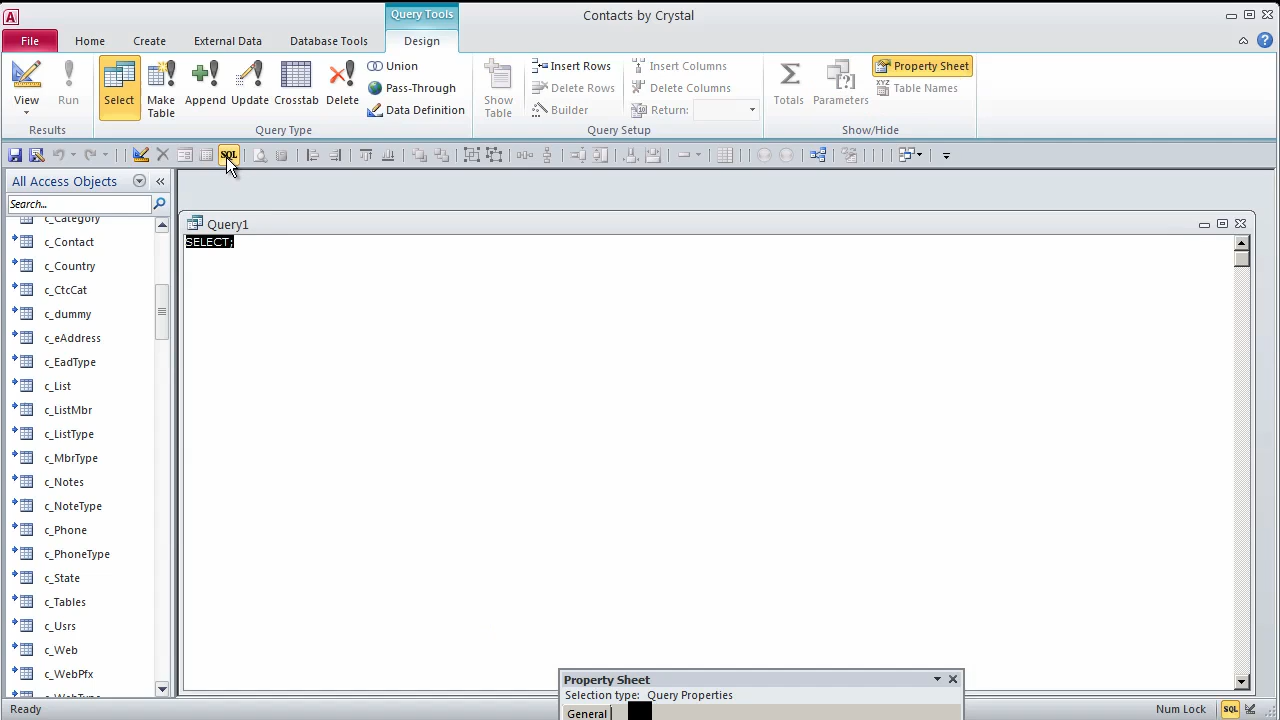 Query Tools
Contacts by Crystal
File
Home
Create
External Data
Database Tools
Design
View
Run
Select
Make Table
Append
Update
Crosstab
Delete
Union
Pass-Through
Data Definition
Show Table
Insert Rows
Delete Rows
Builder
Insert Columns
Delete Columns
Return:
Totals
Parameters
Property Sheet
Table Names
Results
Query Type
Query Setup
Show/Hide
SQL
All Access Objects
Search...
c_Category
c_Contact
c_Country
c_CtcCat
c_dummy
c_eAddress
c_EadType
c_List
c_ListMbr
c_ListType
c_MbrType
c_Notes
c_NoteType
c_Phone
c_PhoneType
c_State
c_Tables
c_Usrs
c_Web
c_WebPfx
c_WebType
Query1
SELECT;
Property Sheet
Selection type: Query Properties
General
Ready
Num Lock
SQL